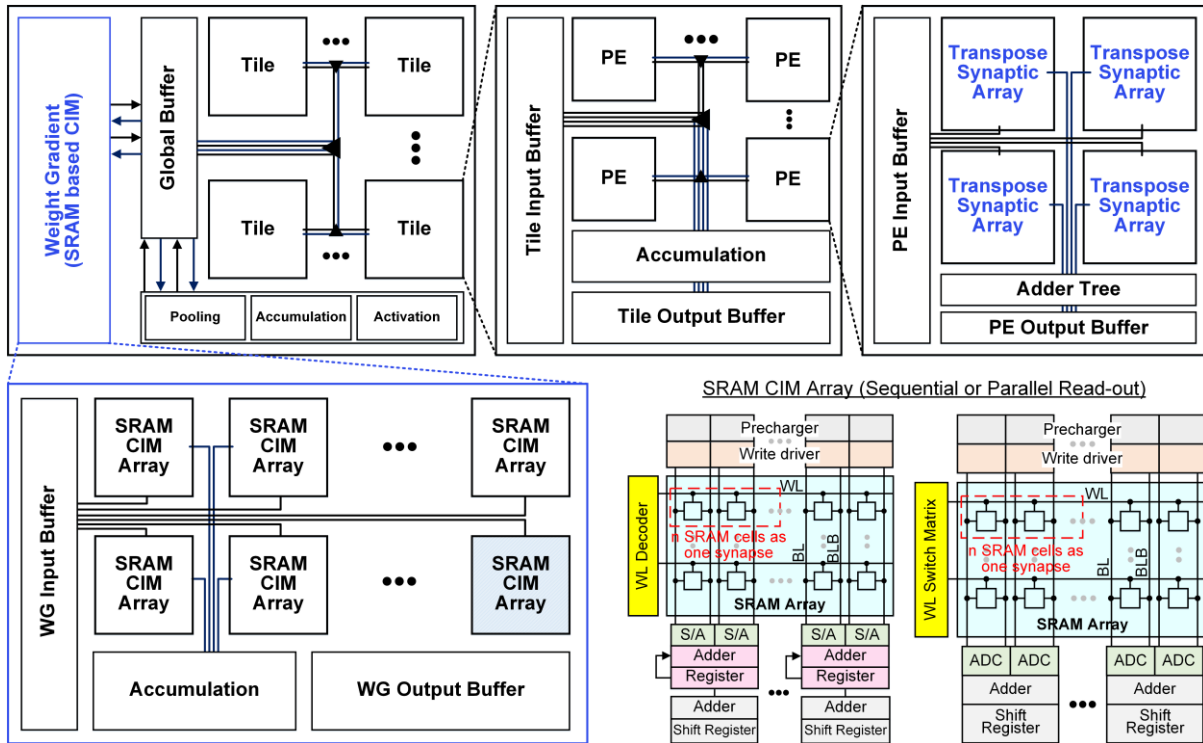 Weight Gradient
(SRAM based CIM)
Global Buffer
Tile
Tile
Tile
Tile
Pooling
Accumulation
Activation
Tile Input Buffer
PE
PE
PE
PE
Accumulation
Tile Output Buffer
PE Input Buffer
Transpose
Synaptic
Array
Transpose
Synaptic
Array
Transpose
Synaptic
Array
Transpose
Synaptic
Array
Adder Tree
PE Output Buffer
WG Input Buffer
SRAM
CIM
Array
SRAM
CIM
Array
SRAM
CIM
Array
SRAM
CIM
Array
SRAM
CIM
Array
SRAM
CIM
Array
Accumulation
WG Output Buffer
SRAM CIM Array (Sequential or Parallel Read-out)
Precharger
Write driver
WL Decoder
WL
n SRAM cells as
one synapse
BL
BLB
SRAM Array
S/A
S/A
S/A
S/A
Adder
Register
Adder
Register
Adder
Shift Register
Adder
Shift Register
Precharger
Write driver
WL Switch Matrix
WL
n SRAM cells as
one synapse
BL
BLB
SRAM Array
ADC
ADC
ADC
ADC
Adder
Shift
Register
Adder
Shift
Register